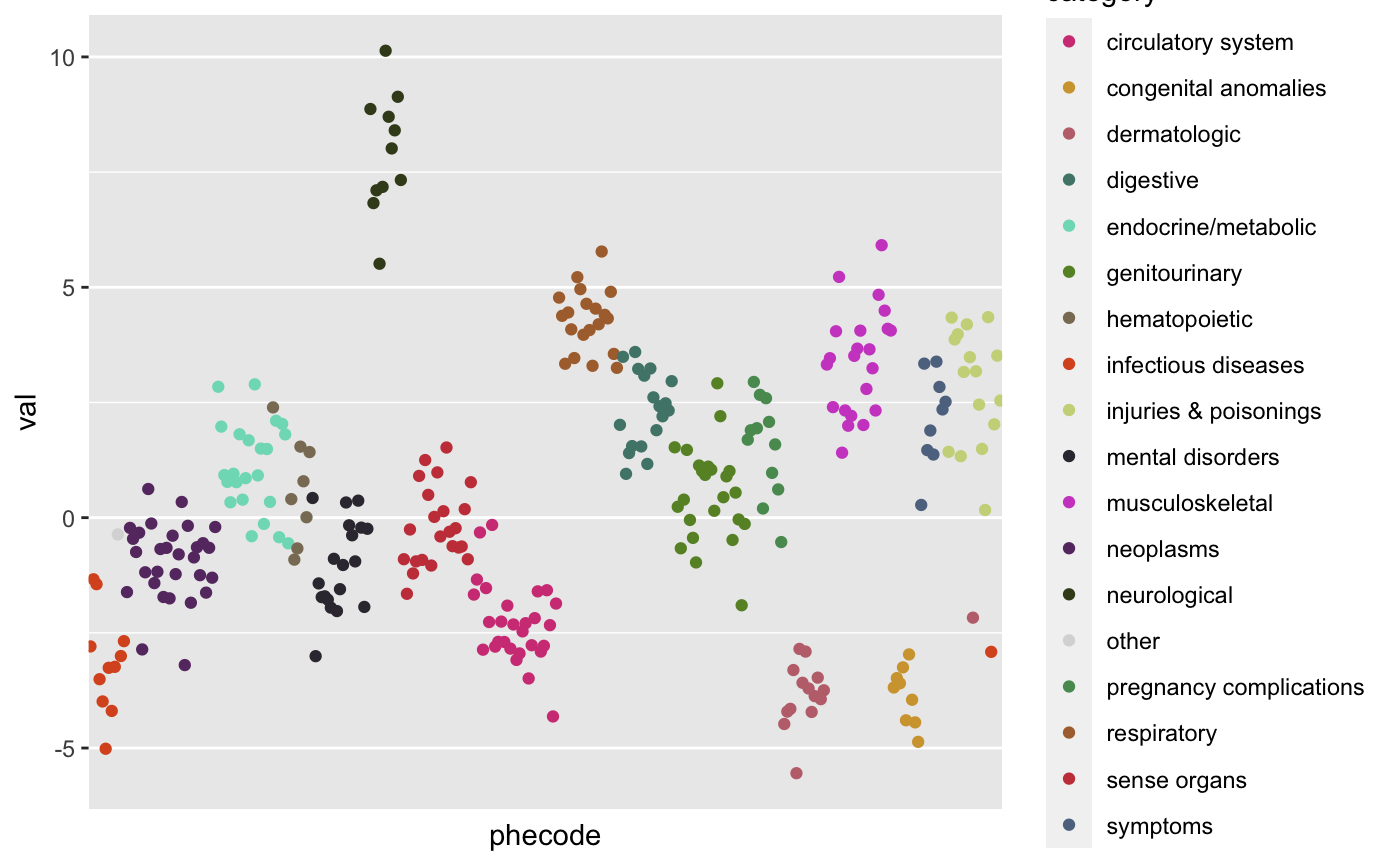 category
10
5
0
-5
val
phecode
circulatory system
congenital anomalies
dermatologic
digestive
endocrine/metabolic
genitourinary
hematopoietic
infectious diseases
injuries & poisonings
mental disorders
musculoskeletal
neoplasms
neurological
other
pregnancy complications
respiratory
sense organs
symptoms